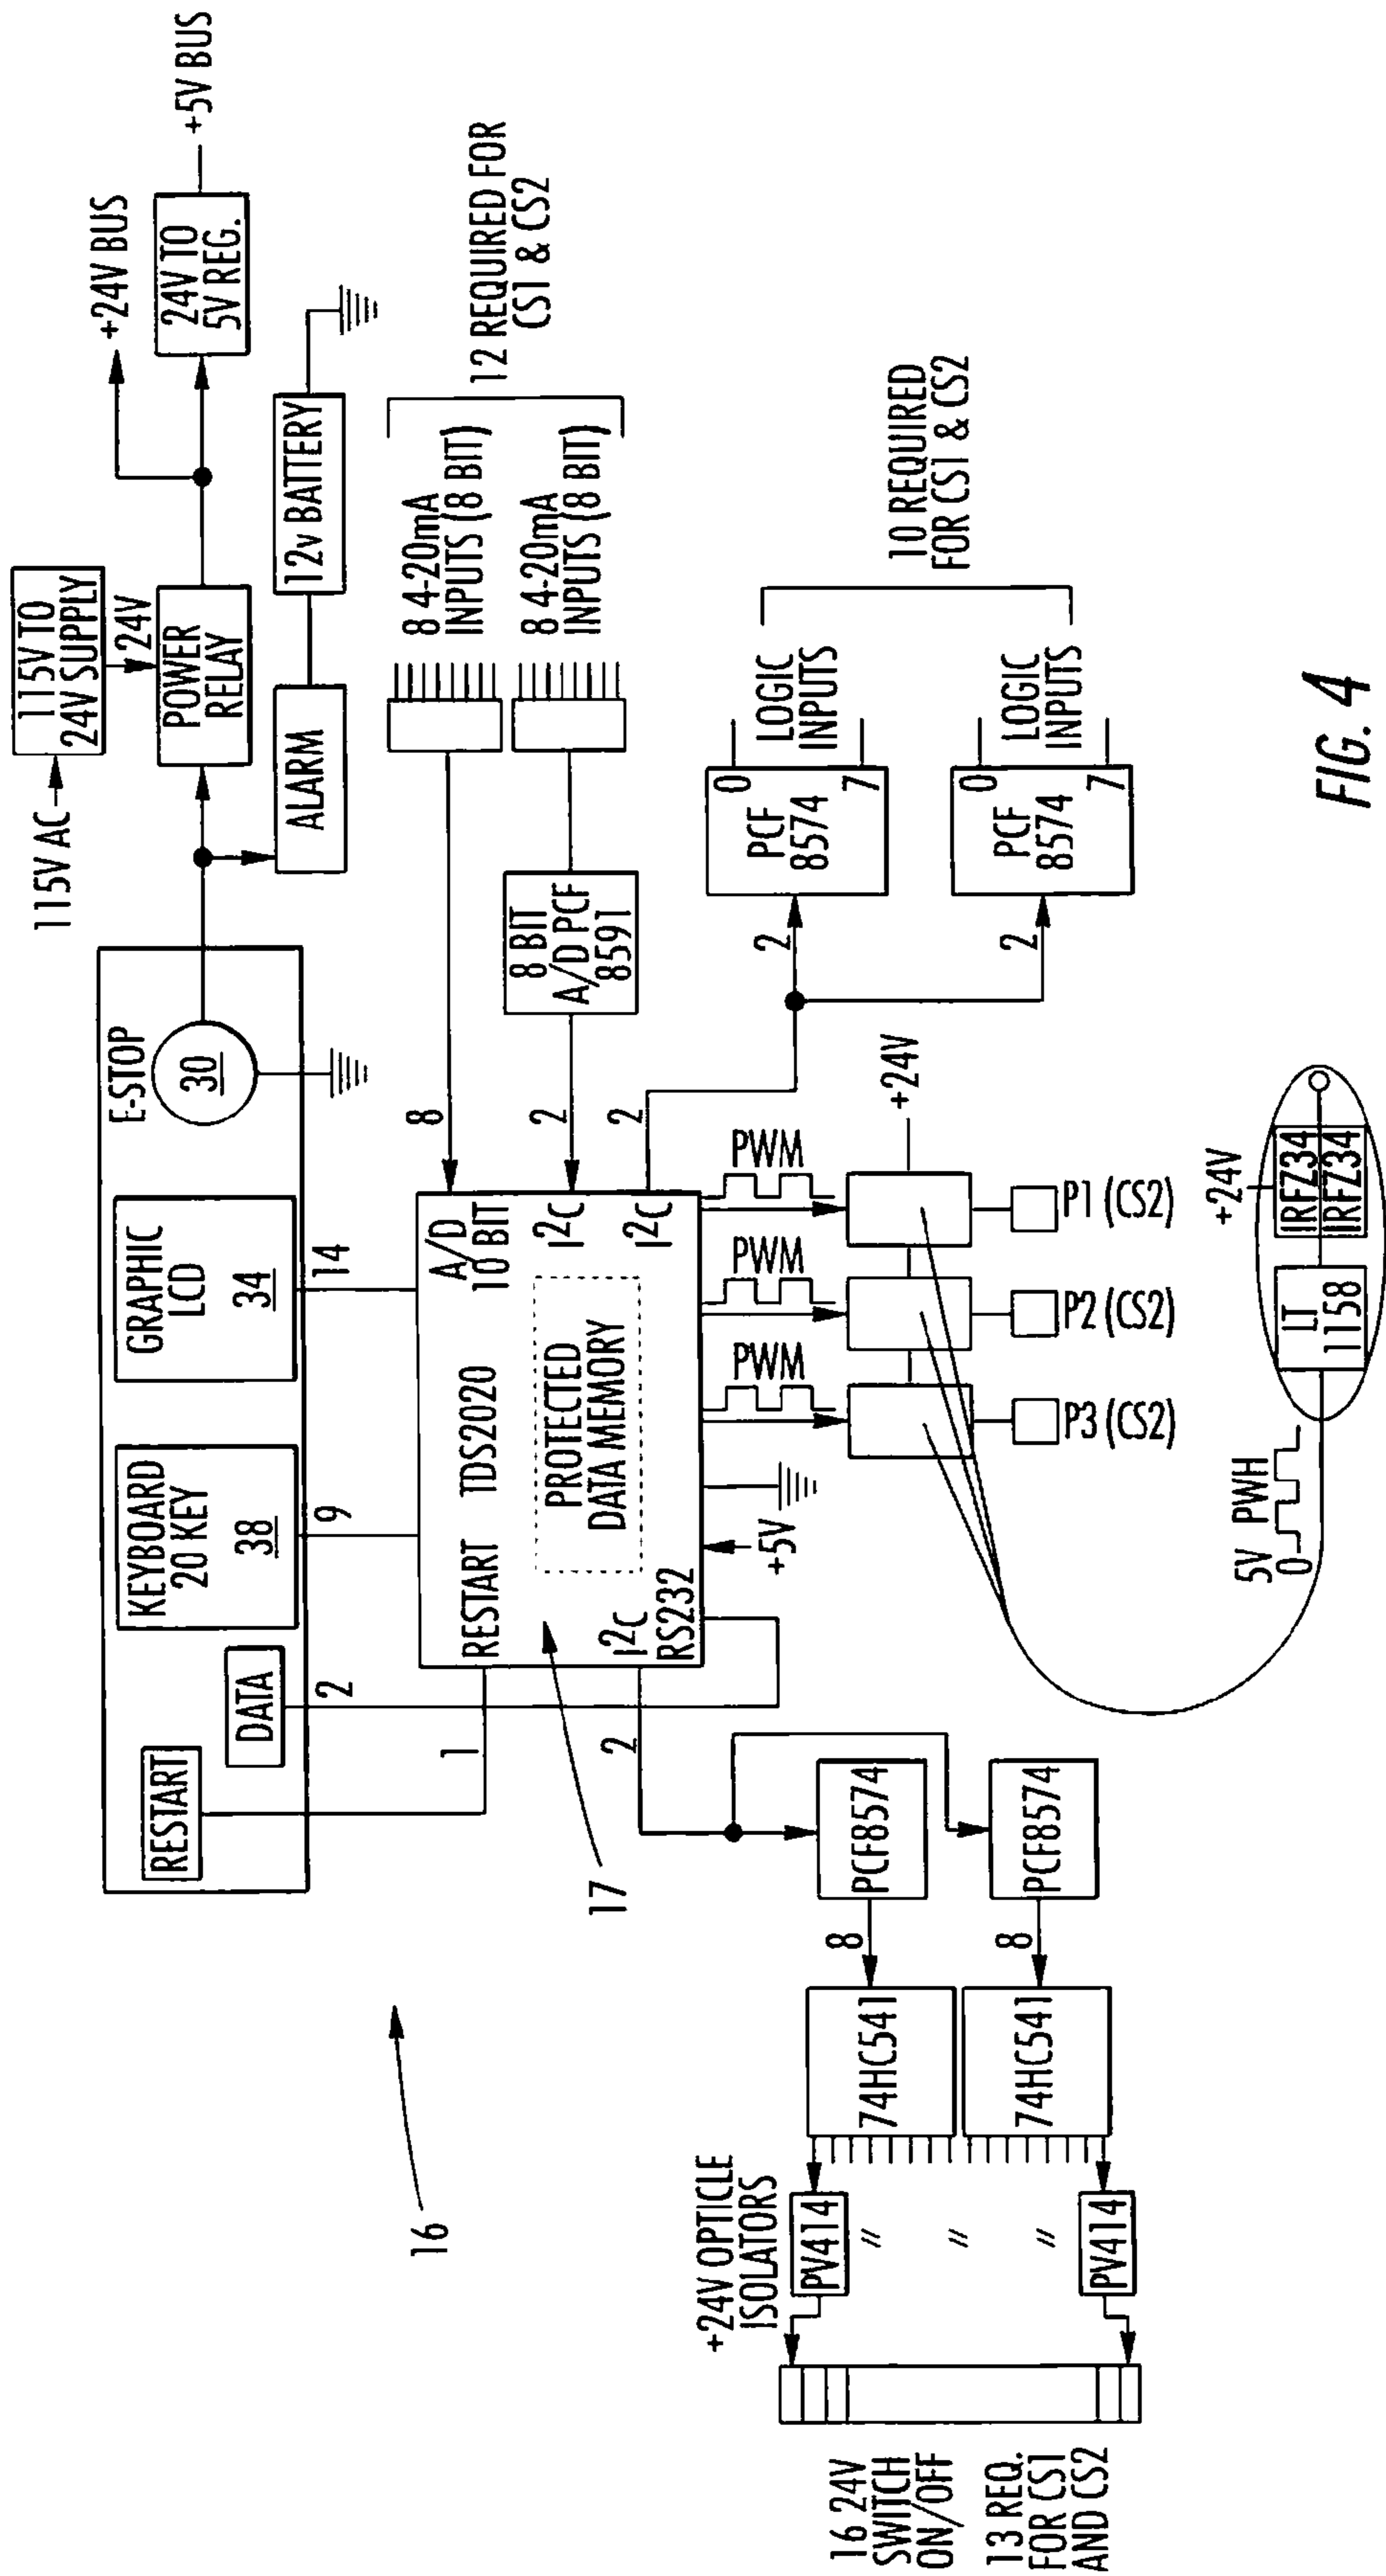 115V AC
115V TO
24V SUPPLY
24V
POWER
RELAY
+24V BUS
24V TO
5V REG.
+5V BUS
ALARM
12v BATTERY
RESTART
DATA
KEYBOARD
20 KEY
38
GRAPHIC
LCD
34
E-STOP
30
1
2
9
14
8
2
2
8 4-20mA
INPUTS (8 BIT)
8 4-20mA
INPUTS (8 BIT)
12 REQUIRED FOR
CS1 & CS2
8 BIT
A/D PCF
8591
RESTART
TDS2020
A/D
10 BIT
I2C
I2C
PROTECTED
DATA MEMORY
I2C
RS232
17
16
2
+5V
PWM
PWM
PWM
+24V
P3 (CS2)
P2 (CS2)
P1 (CS2)
2
PCF
8574
0
7
LOGIC
INPUTS
2
PCF
8574
0
7
LOGIC
INPUTS
10 REQUIRED
FOR CS1 & CS2
PCF8574
PCF8574
8
8
74HC541
74HC541
+24V OPTICLE
ISOLATORS
PV414
"
"
"
PV414
16 24V
SWITCH
ON/OFF
13 REQ.
FOR CS1
AND CS2
5V PWH
0
LT
1158
+24V
IRFZ34
IRFZ34
FIG. 4